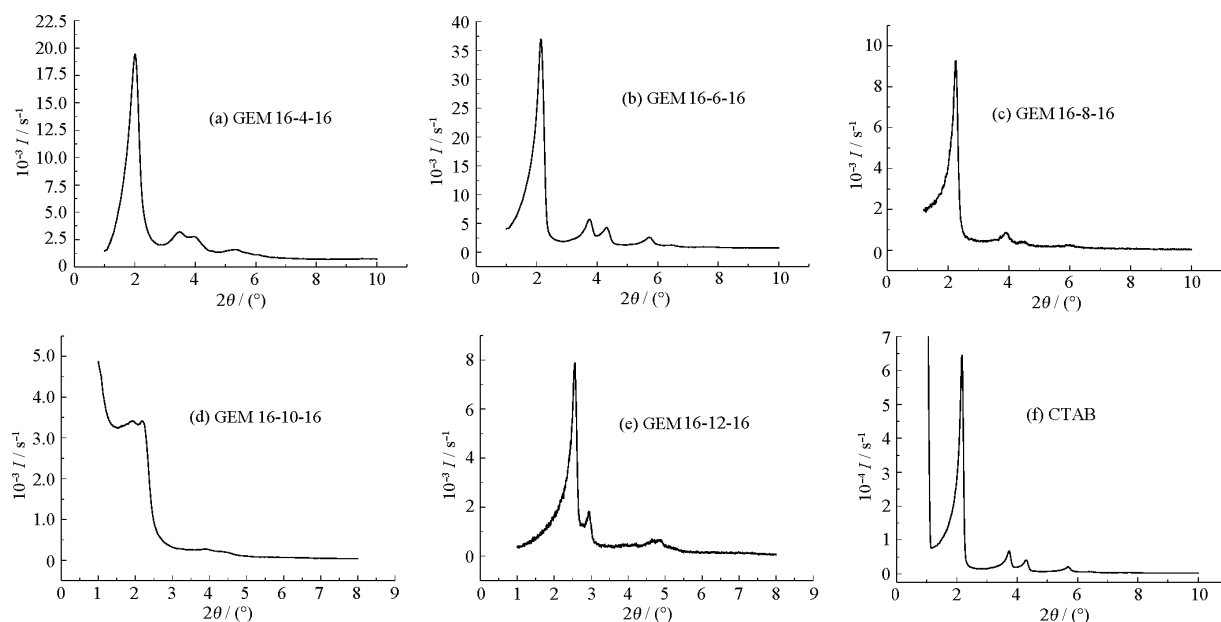 22.5
20.0
17.5
15.0
12.5
10.0
7.5
5.0
2.5
0
10⁻³ I / s⁻¹
(a) GEM 16-4-16
0 2 4 6 8 10
2θ / (°)
40
35
30
25
20
15
10
5
0
10⁻³ I / s⁻¹
(b) GEM 16-6-16
0 2 4 6 8 10
2θ / (°)
10
8
6
4
2
0
10⁻³ I / s⁻¹
(c) GEM 16-8-16
0 2 4 6 8 10
2θ / (°)
5.0
4.0
3.0
2.0
1.0
0
10⁻³ I / s⁻¹
(d) GEM 16-10-16
0 1 2 3 4 5 6 7 8 9
2θ / (°)
8
6
4
2
0
10⁻³ I / s⁻¹
(e) GEM 16-12-16
0 1 2 3 4 5 6 7 8 9
2θ / (°)
7
6
5
4
3
2
1
0
10⁻⁴ I / s⁻¹
(f) CTAB
0 2 4 6 8 10
2θ / (°)